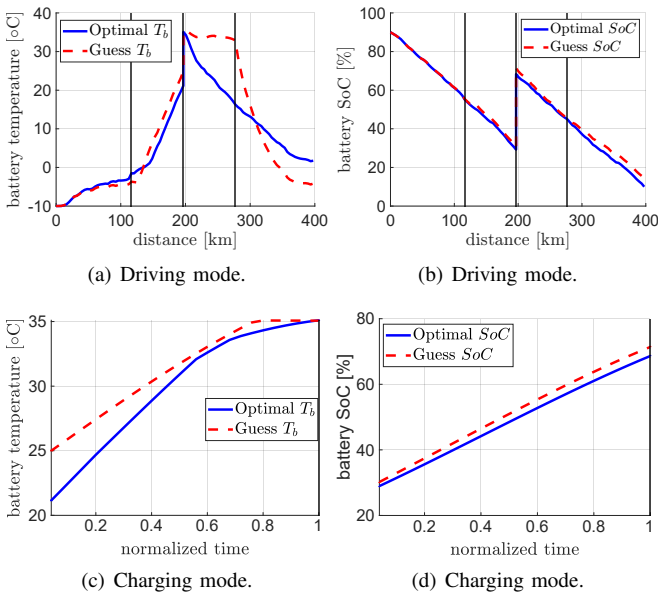 battery temperature [∘C]
40
30
20
10
0
-10
Optimal T_b
Guess T_b
0 100 200 300 400
distance [km]
(a) Driving mode.
battery SoC [%]
100
80
60
40
20
0
Optimal SoC
Guess SoC
0 100 200 300 400
distance [km]
(b) Driving mode.
battery temperature [∘C]
35
30
25
20
Optimal T_b
Guess T_b
0.2 0.4 0.6 0.8 1
normalized time
(c) Charging mode.
battery SoC [%]
80
60
40
20
Optimal SoC
Guess SoC
0.2 0.4 0.6 0.8 1
normalized time
(d) Charging mode.